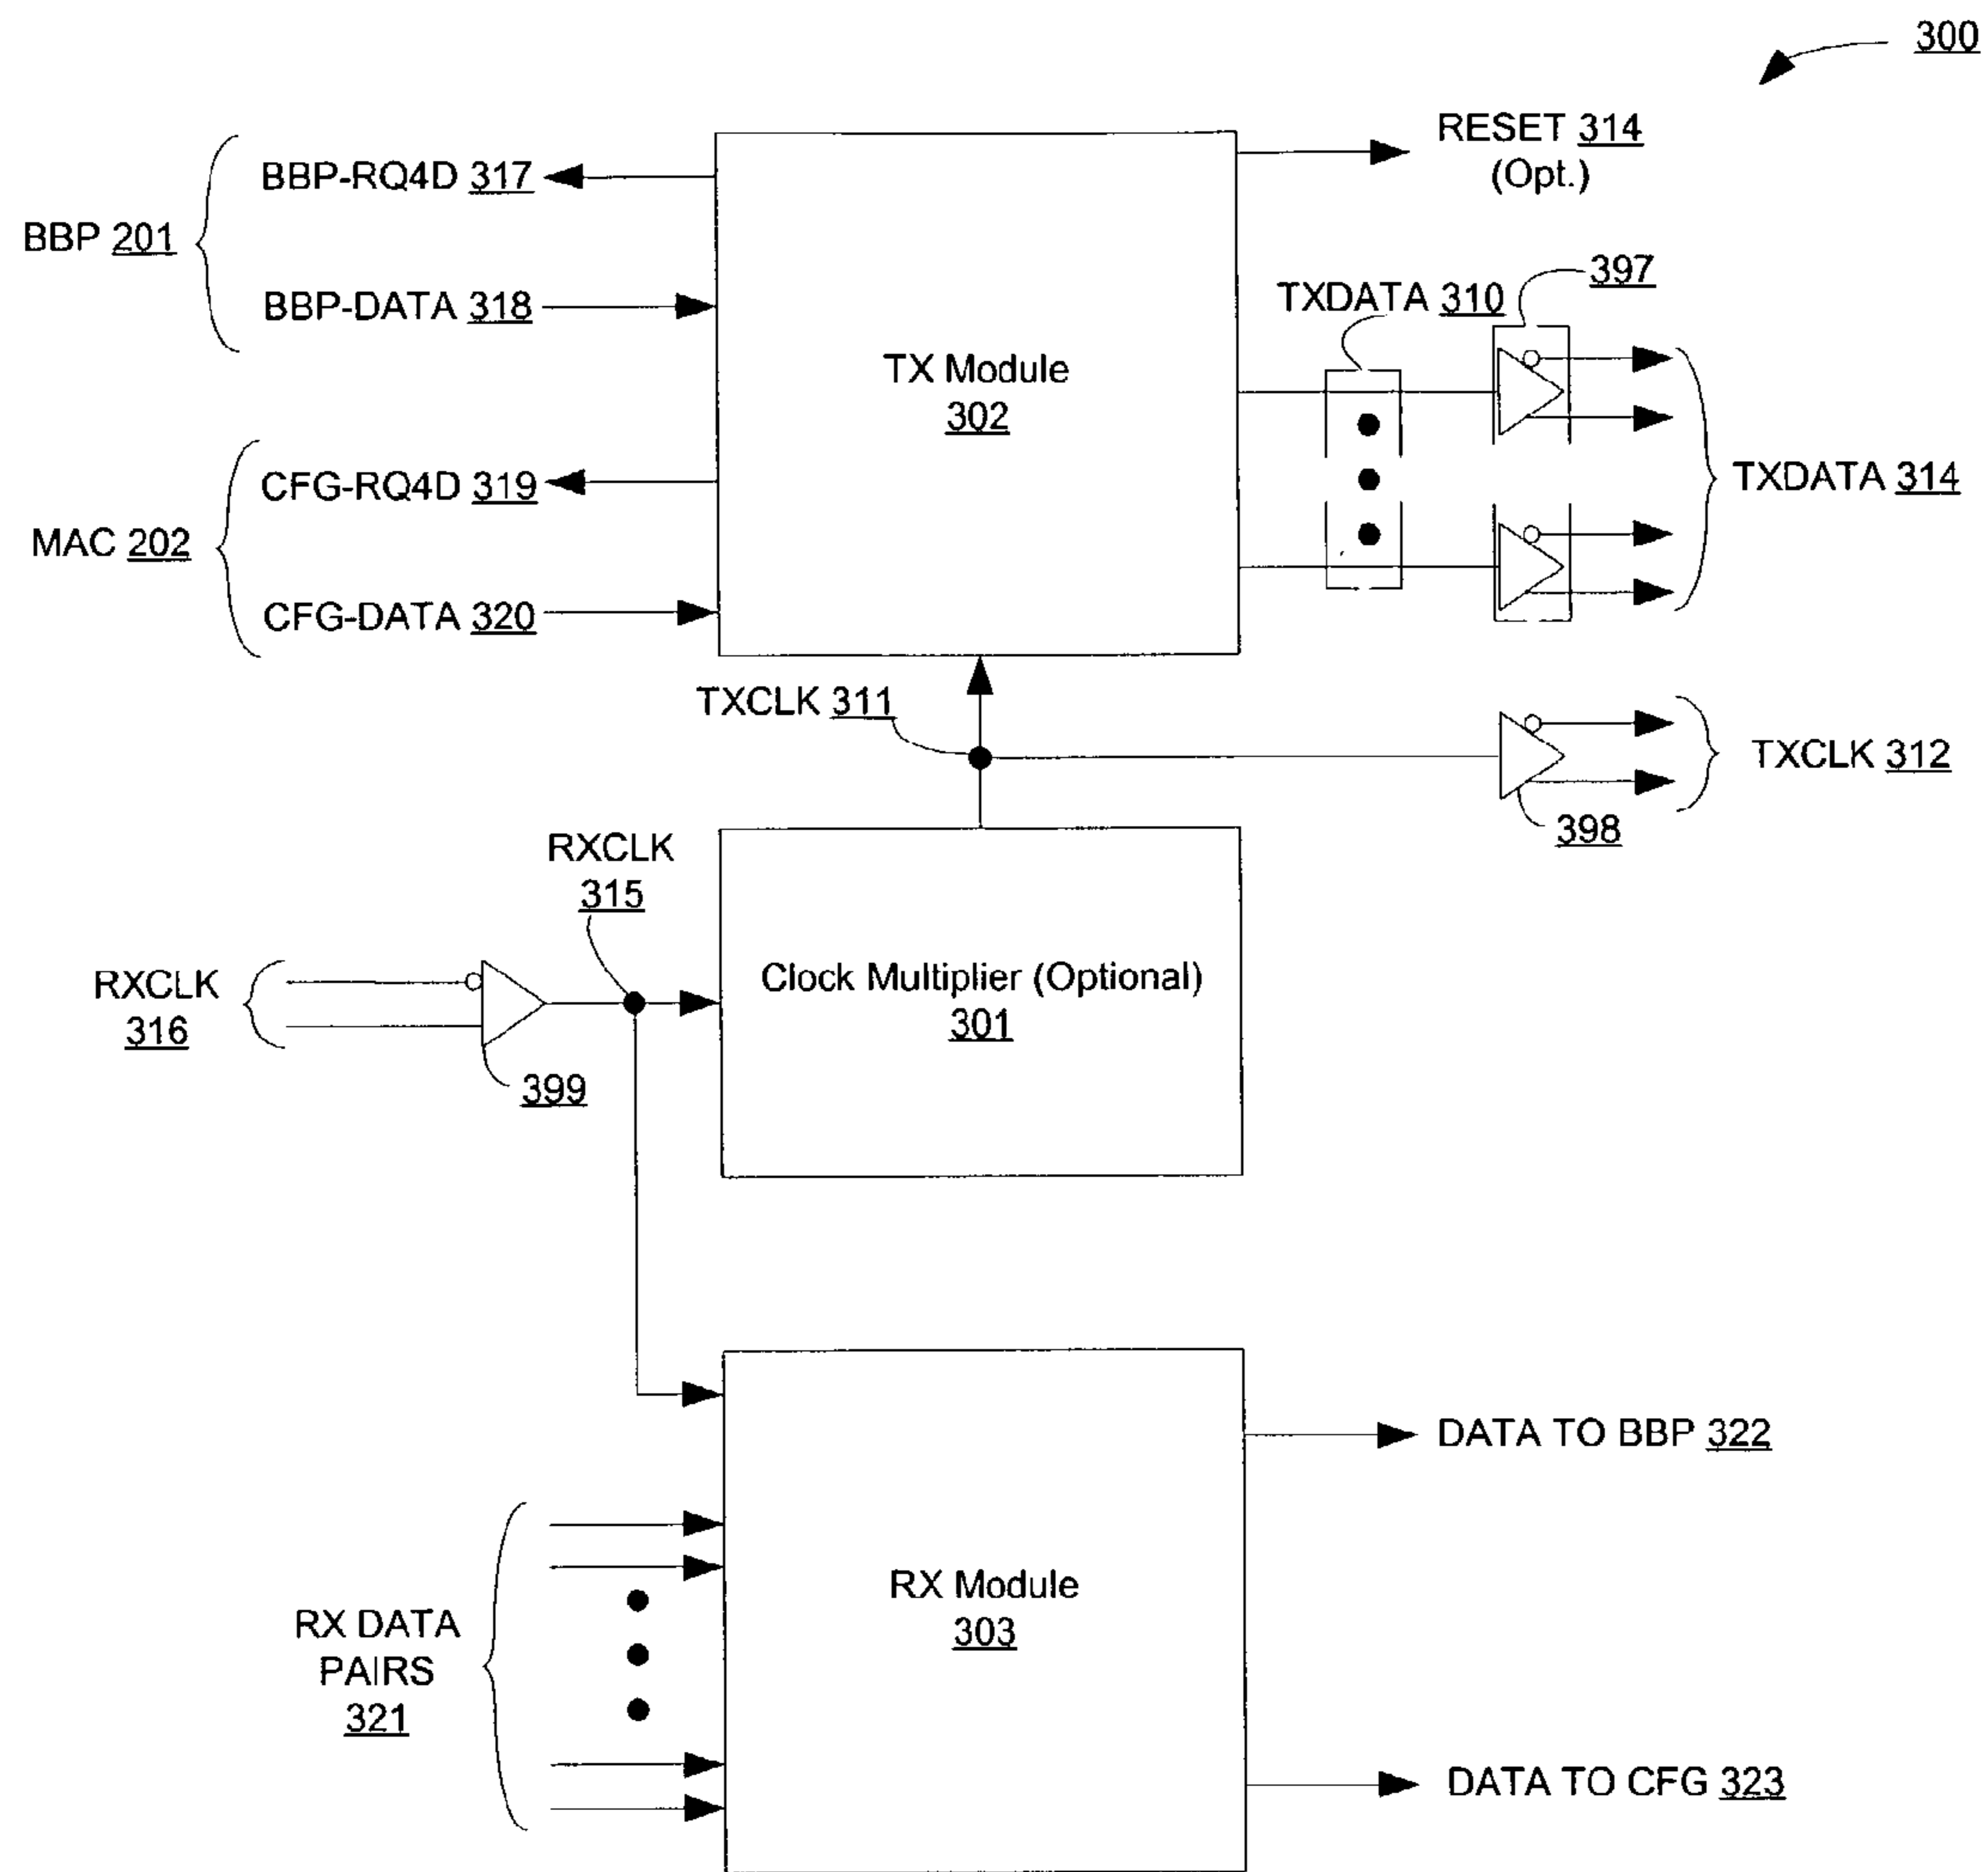 300
RESET 314
(Opt.)
BBP-RQ4D 317
BBP 201
BBP-DATA 318
397
TXDATA 310
TX Module
302
CFG-RQ4D 319
TXDATA 314
MAC 202
CFG-DATA 320
TXCLK 311
TXCLK 312
398
RXCLK
315
RXCLK
316
Clock Multiplier (Optional)
301
399
DATA TO BBP 322
RX Module
303
RX DATA
PAIRS
321
DATA TO CFG 323